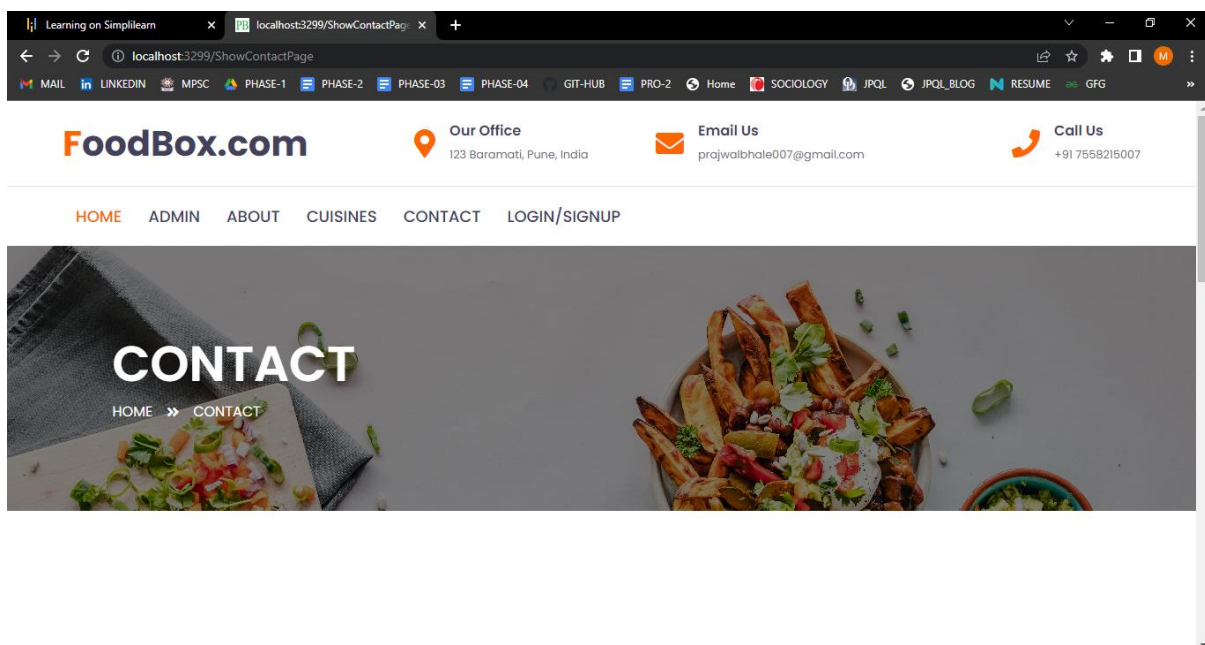 Learning on Simplilearn
PB localhost:3299/ShowContactPage
localhost:3299/ShowContactPage
M
MAIL in LINKEDIN MPSC PHASE-1 PHASE-2 PHASE-03 PHASE-04 GIT-HUB PRO-2 Home SOCIOLOGY JPQL JPQL_BLOG RESUME GFG »
FoodBox.com
Our Office
123 Baramati, Pune, India
Email Us
prajwalbhale007@gmail.com
Call Us
+91 7558215007
HOME ADMIN ABOUT CUISINES CONTACT LOGIN/SIGNUP
CONTACT
HOME » CONTACT